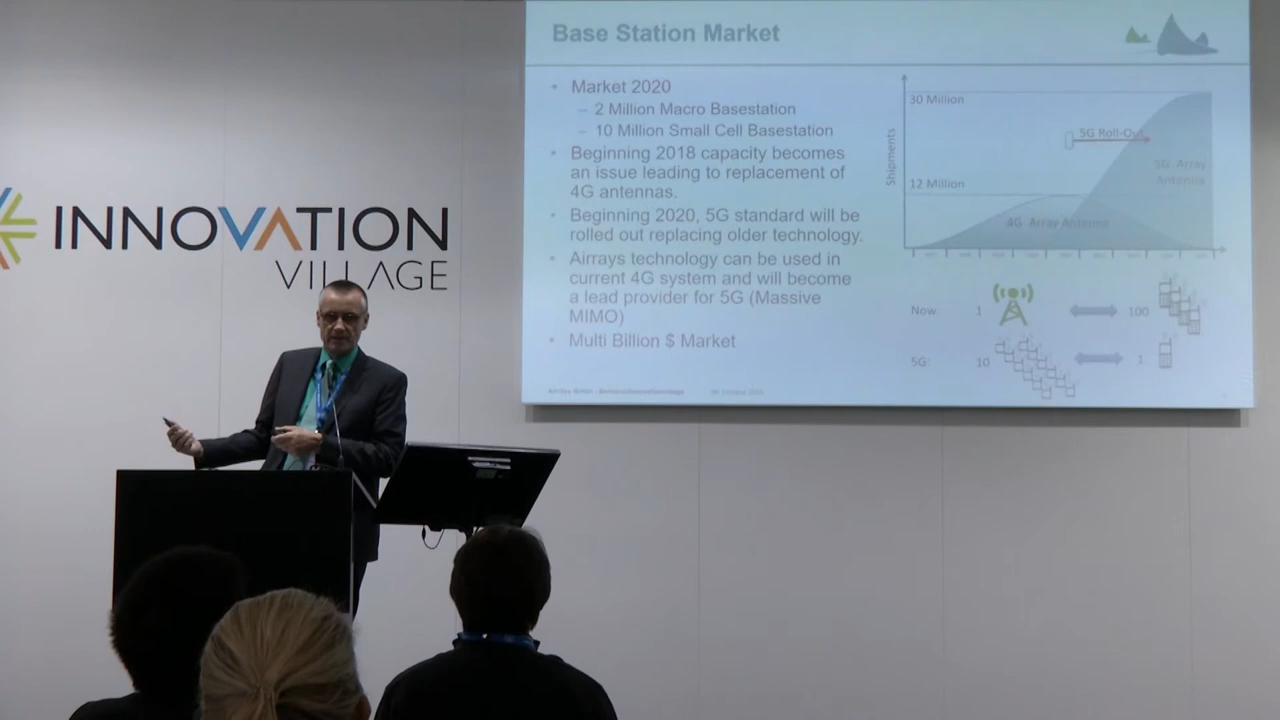 INNOVATION
VILLAGE
Base Station Market
• Market 2020
– 2 Million Macro Basestation
– 10 Million Small Cell Basestation
• Beginning 2018 capacity becomes
an issue leading to replacement of
4G antennas.
• Beginning 2020, 5G standard will be
rolled out replacing older technology.
• Airrays technology can be used in
current 4G system and will become
a lead provider for 5G (Massive
MIMO)
• Multi Billion $ Market
Shipments
30 Million
5G Roll-Out
5G Array
Antenna
12 Million
4G Array Antenna
Now: 1 100
5G: 10 1